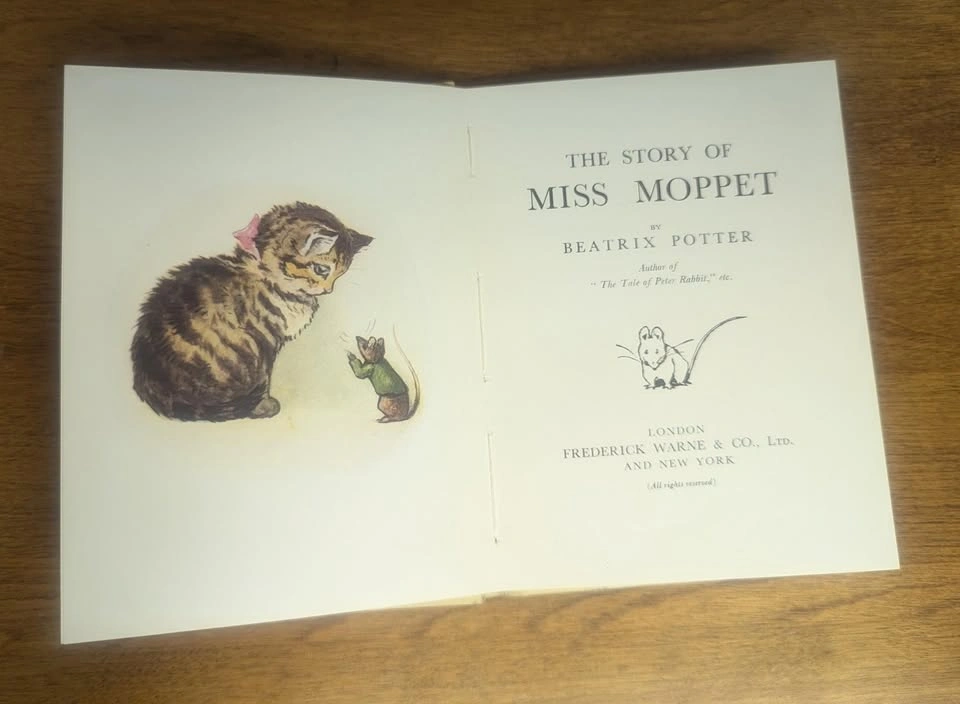 THE STORY OF
MISS MOPPET
BY
BEATRIX POTTER
Author of
“ The Tale of Peter Rabbit,” etc.
LONDON
FREDERICK WARNE & CO., LTD.
AND NEW YORK
(All rights reserved)